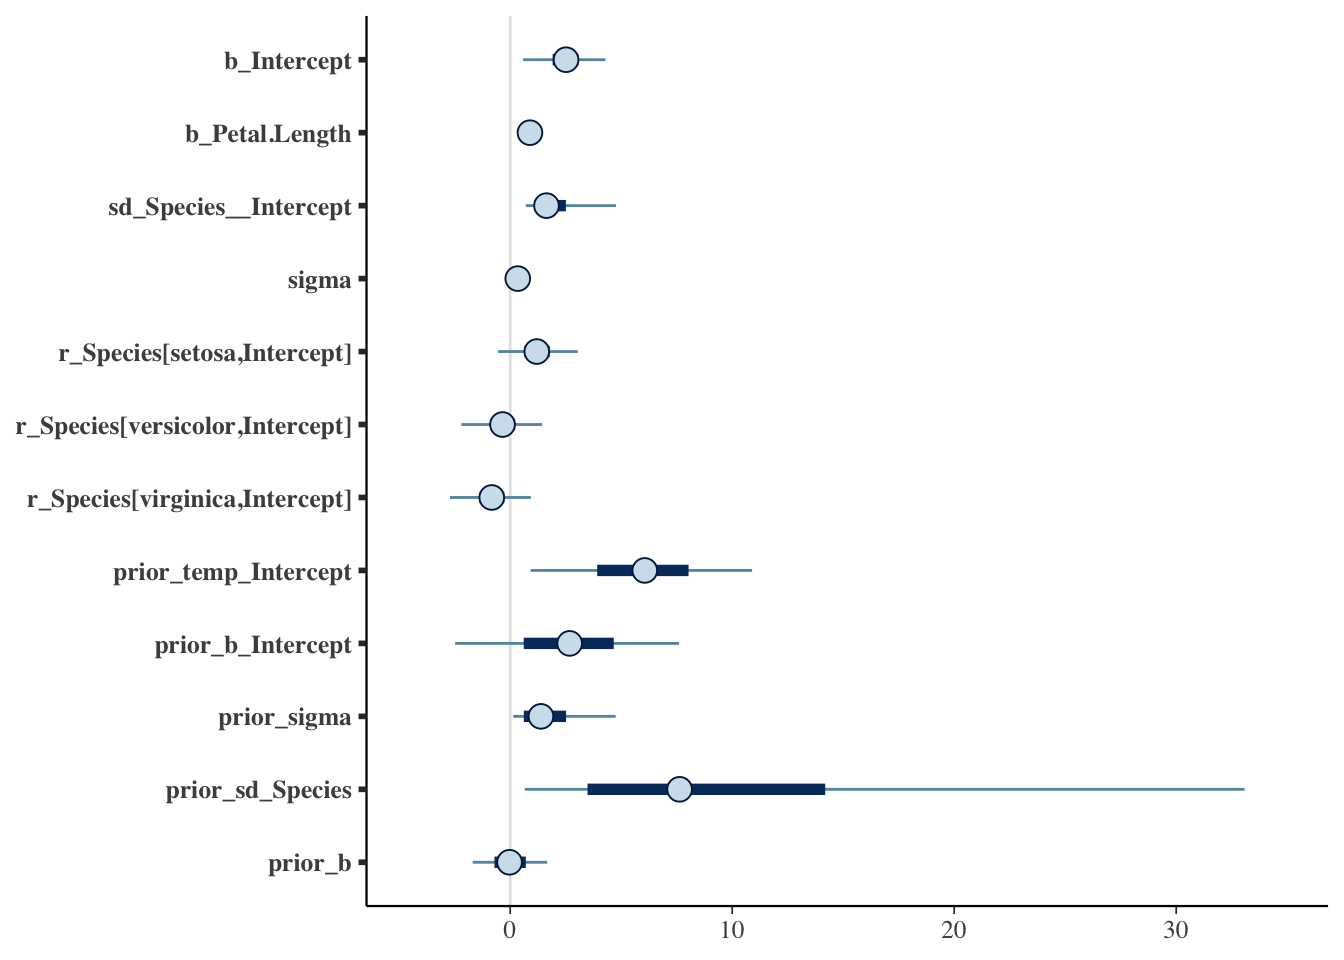 b_Intercept
b_Petal.Length
sd_Species__Intercept
sigma
r_Species[setosa,Intercept]
r_Species[versicolor,Intercept]
r_Species[virginica,Intercept]
prior_temp_Intercept
prior_b_Intercept
prior_sigma
prior_sd_Species
prior_b
0 10 20 30